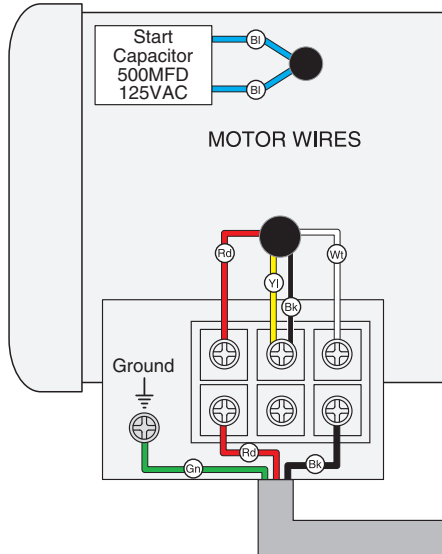 Start
Capacitor
500MFD
125VAC
Bl
Bl
MOTOR WIRES
Rd
Wt
Yl
Bk
Ground
Rd
Bk
Gn